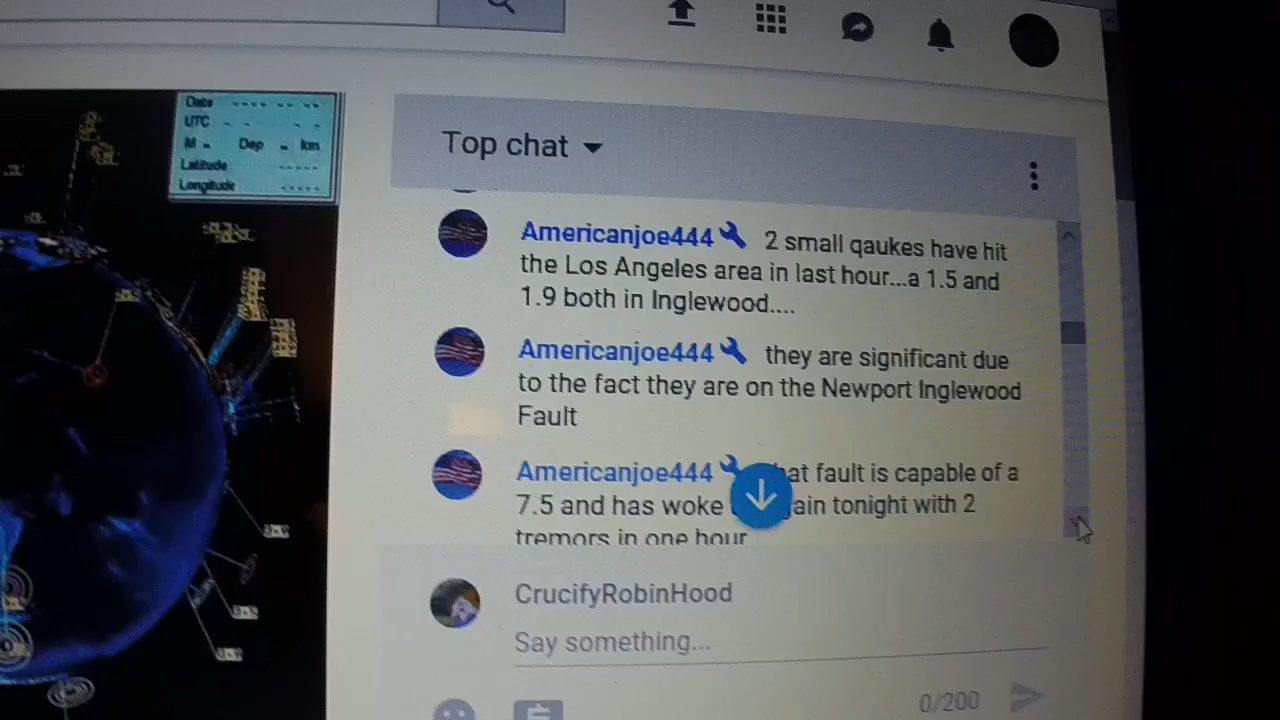 Date
UTC
M - Dep - km
Latitude
Longitude
Top chat
Americanjoe444 2 small qaukes have hit
the Los Angeles area in last hour...a 1.5 and
1.9 both in Inglewood....
Americanjoe444 they are significant due
to the fact they are on the Newport Inglewood
Fault
Americanjoe444 fault is capable of a
7.5 and has woke tonight with 2
tremors in one hour
CrucifyRobinHood
Say something...
0/200